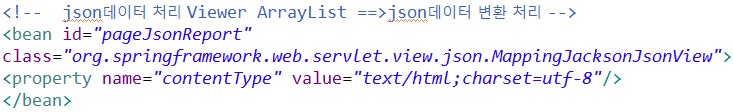 <!--  json데이터 처리 Viewer ArrayList ==>json데이터 변환 처리 -->
<bean id="pageJsonReport"
class="org.springframework.web.servlet.view.json.MappingJacksonJsonView">
<property name="contentType" value="text/html;charset=utf-8"/>
</bean>